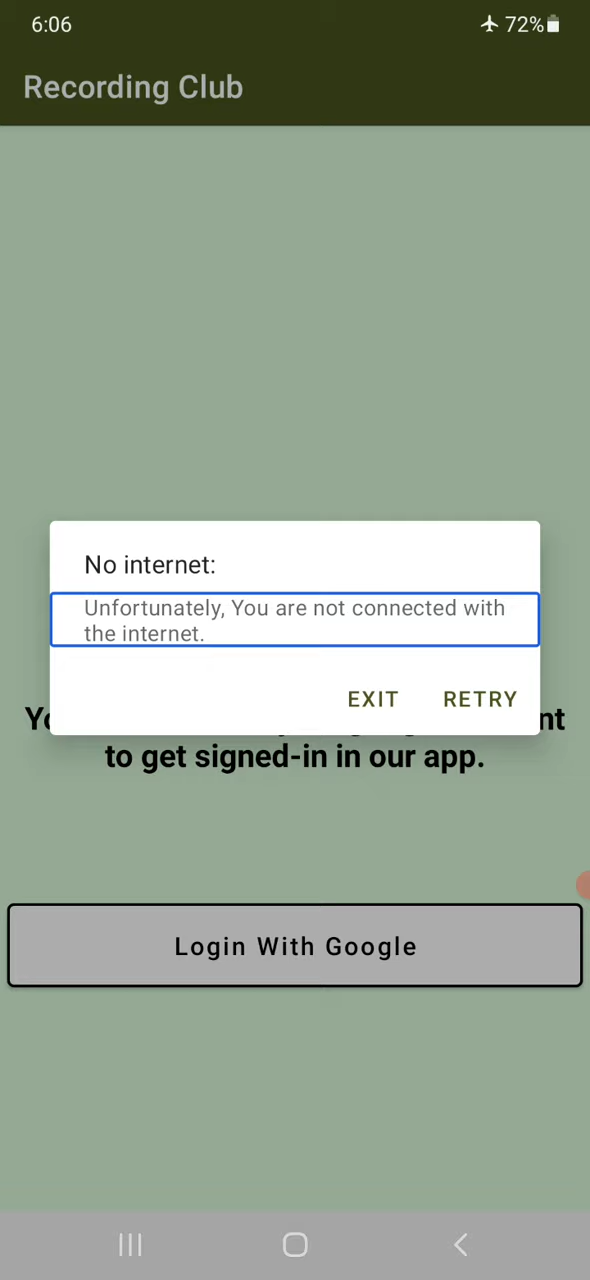 6:06
72%
Recording Club
No internet:
Unfortunately, You are not connected with
the internet.
EXIT RETRY
to get signed-in in our app.
Login With Google